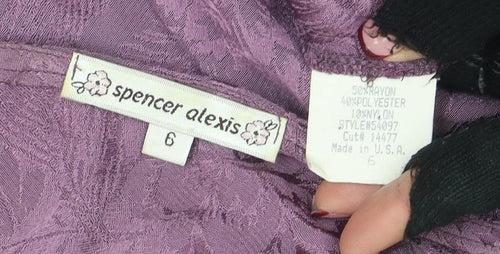 spencer alexis
6
50%RAYON
40%POLYESTER
10%NYLON
STYLE#54097
Cut# 14477
Made in U.S.A.
6